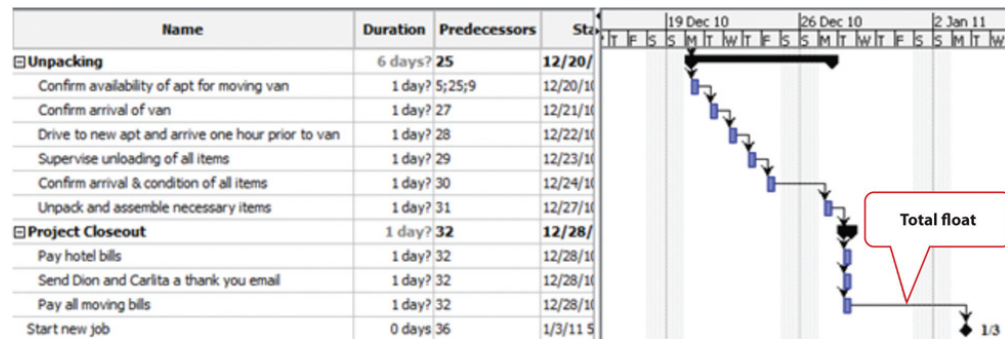 Name Duration Predecessors Sta
19 Dec 10 26 Dec 10 2 Jan 11
T F S S M T W T F S S M T W T F S S M T W
Unpacking 6 days? 25 12/20/
Confirm availability of apt for moving van 1 day? 5;25;9 12/20/10
Confirm arrival of van 1 day? 27 12/21/10
Drive to new apt and arrive one hour prior to van 1 day? 28 12/22/10
Supervise unloading of all items 1 day? 29 12/23/10
Confirm arrival & condition of all items 1 day? 30 12/24/10
Unpack and assemble necessary items 1 day? 31 12/27/10
Total float
Project Closeout 1 day? 32 12/28/
Pay hotel bills 1 day? 32 12/28/10
Send Dion and Carlita a thank you email 1 day? 32 12/28/10
Pay all moving bills 1 day? 32 12/28/10
Start new job 0 days 36 1/3/11 5 1/3